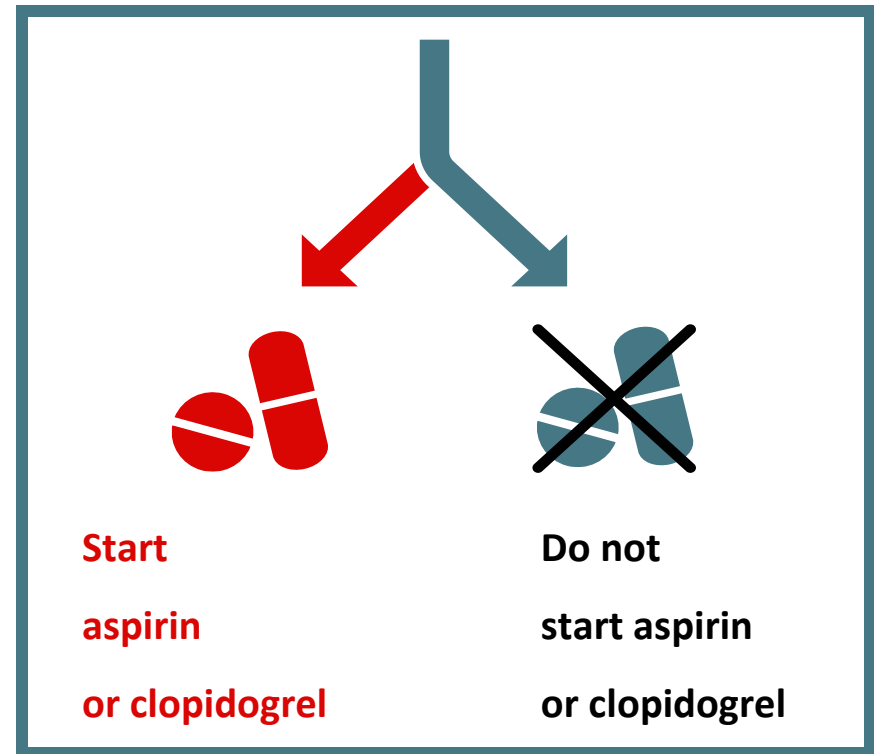 Start
aspirin
or clopidogrel
Do not
start aspirin
or clopidogrel